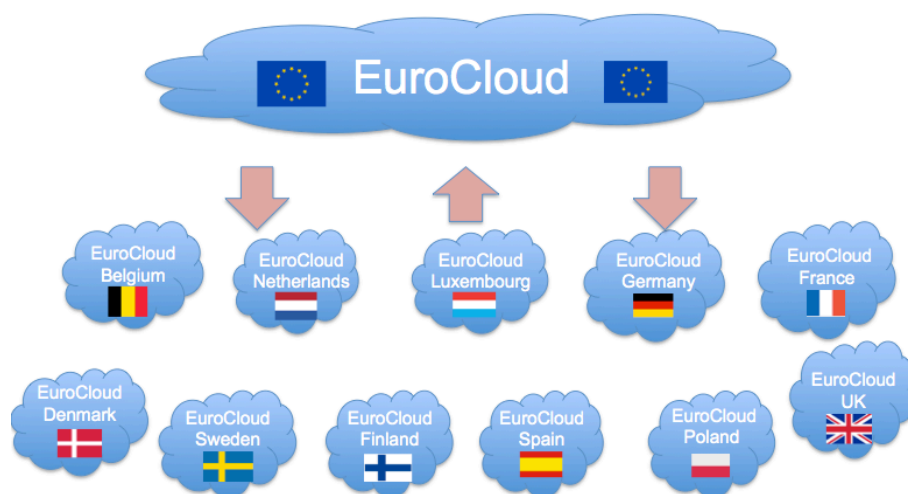 EuroCloud
EuroCloud
Belgium
EuroCloud
Netherlands
EuroCloud
Luxembourg
EuroCloud
Germany
EuroCloud
France
EuroCloud
Denmark
EuroCloud
Sweden
EuroCloud
Finland
EuroCloud
Spain
EuroCloud
Poland
EuroCloud
UK